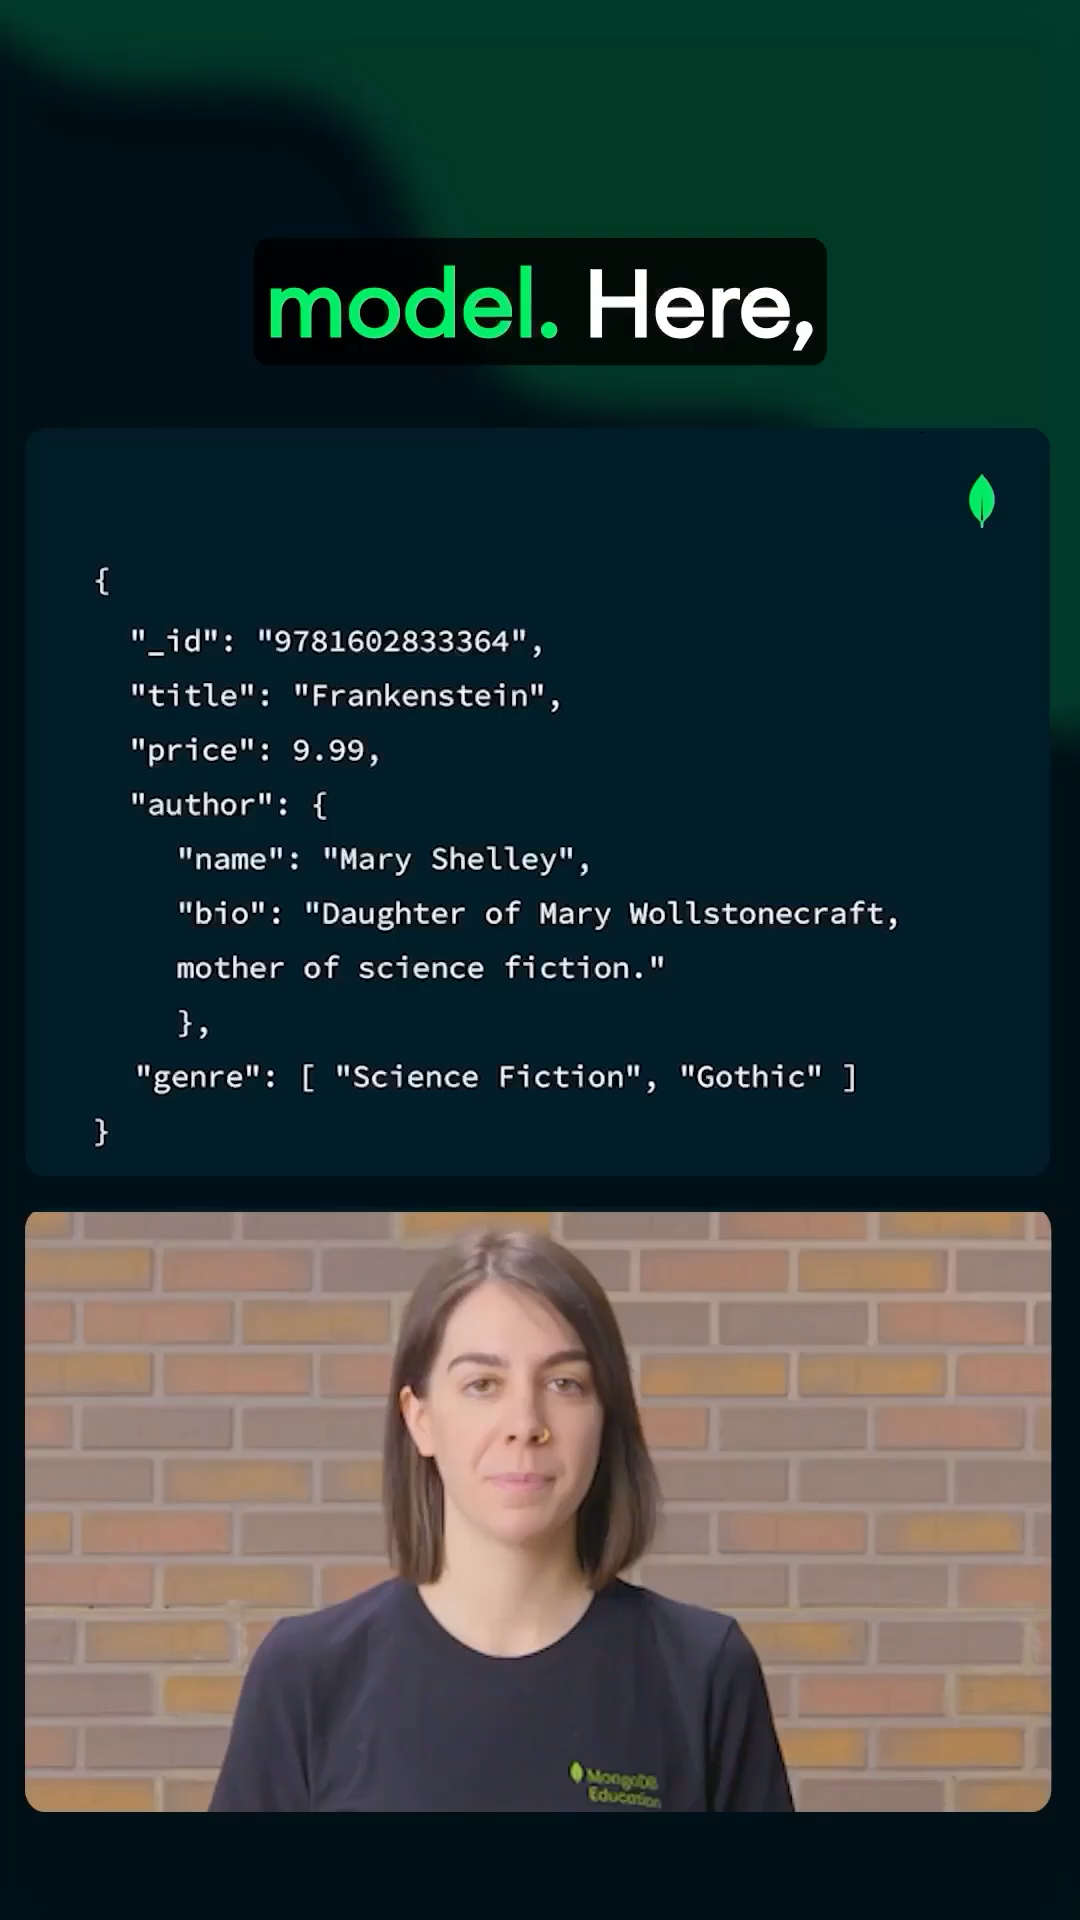 model. Here,
{
"_id": "9781602833364",
"title": "Frankenstein",
"price": 9.99,
"author": {
"name": "Mary Shelley",
"bio": "Daughter of Mary Wollstonecraft,
mother of science fiction."
},
"genre": [ "Science Fiction", "Gothic" ]
}
MongoDB
Education